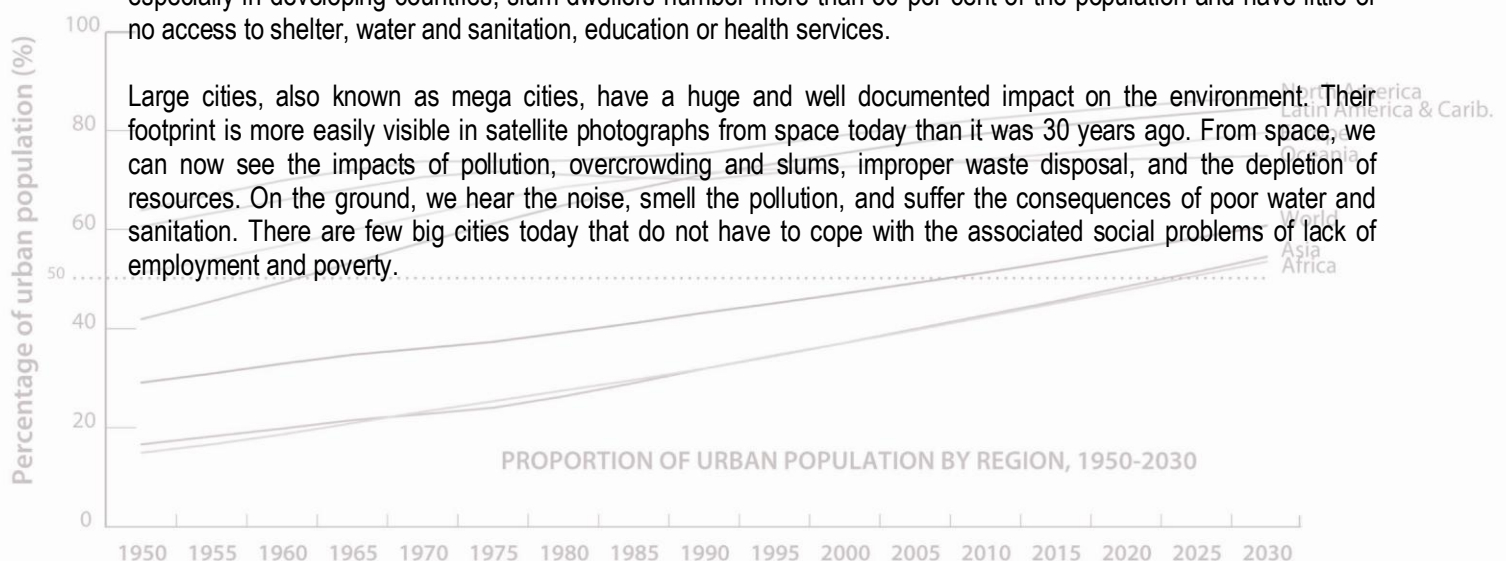 no access to shelter, water and sanitation, education or health services.
Large cities, also known as mega cities, have a huge and well documented impact on the environment. Their
footprint is more easily visible in satellite photographs from space today than it was 30 years ago. From space, we
can now see the impacts of pollution, overcrowding and slums, improper waste disposal, and the depletion of
resources. On the ground, we hear the noise, smell the pollution, and suffer the consequences of poor water and
sanitation. There are few big cities today that do not have to cope with the associated social problems of lack of
employment and poverty.
Percentage of urban population (%)
100
80
60
50
40
20
0
North America
Latin America & Carib.
Oceania
World
Asia
Africa
PROPORTION OF URBAN POPULATION BY REGION, 1950-2030
1950 1955 1960 1965 1970 1975 1980 1985 1990 1995 2000 2005 2010 2015 2020 2025 2030